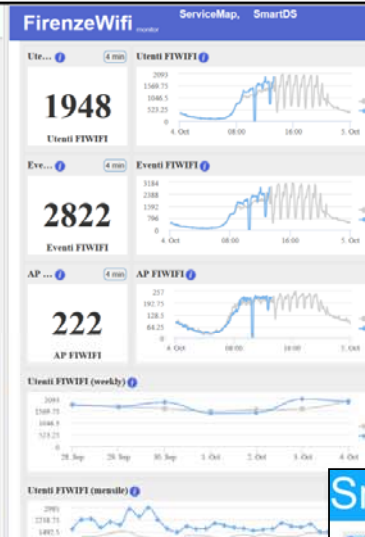 FirenzeWifi monitor
ServiceMap, SmartDS
Ute... i 4 min
Utenti FIWIFI i
1948
Utenti FIWIFI
2093
1569.75
1046.5
523.25
0
4. Oct 08:00 16:00 5. Oct
Eve... i 4 min
Eventi FIWIFI i
2822
Eventi FIWIFI
3184
2388
1592
796
0
4. Oct 08:00 16:00 5. Oct
AP ... i 4 min
AP FIWIFI i
222
AP FIWIFI
257
192.75
128.5
64.25
0
4. Oct 08:00 16:00 5. Oct
Utenti FIWIFI (weekly) i
2093
1569.75
1046.5
523.25
0
28. Sep 29. Sep 30. Sep 1. Oct 2. Oct 3. Oct 4. Oct
Utenti FIWIFI (mensile) i
Sr